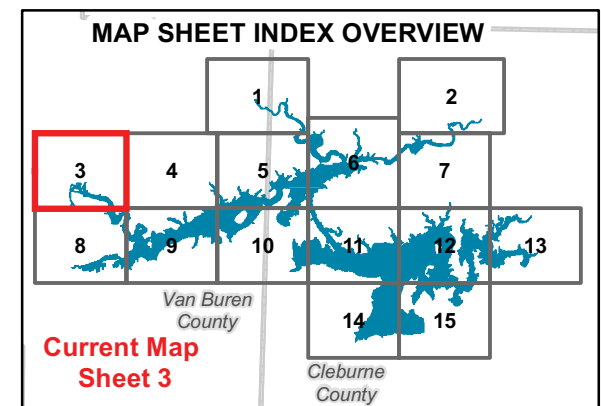 MAP SHEET INDEX OVERVIEW
1
2
3
4
5
6
7
8
9
10
11
12
13
14
15
Van Buren
County
Current Map
Sheet 3
Cleburne
County